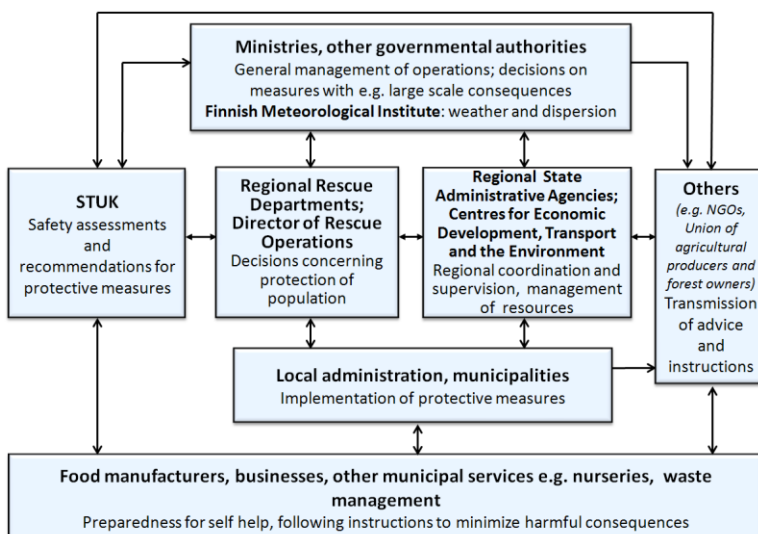 Ministries, other governmental authorities
General management of operations; decisions on
measures with e.g. large scale consequences
Finnish Meteorological Institute: weather and dispersion
STUK
Safety assessments
and
recommendations for
protective measures
Regional Rescue
Departments;
Director of Rescue
Operations
Decisions concerning
protection of
population
Regional State
Administrative Agencies;
Centres for Economic
Development, Transport
and the Environment
Regional coordination and
supervision, management
of resources
Others
(e.g. NGOs,
Union of
agricultural
producers and
forest owners)
Transmission
of advice
and
instructions
Local administration, municipalities
Implementation of protective measures
Food manufacturers, businesses, other municipal services e.g. nurseries, waste
management
Preparedness for self help, following instructions to minimize harmful consequences